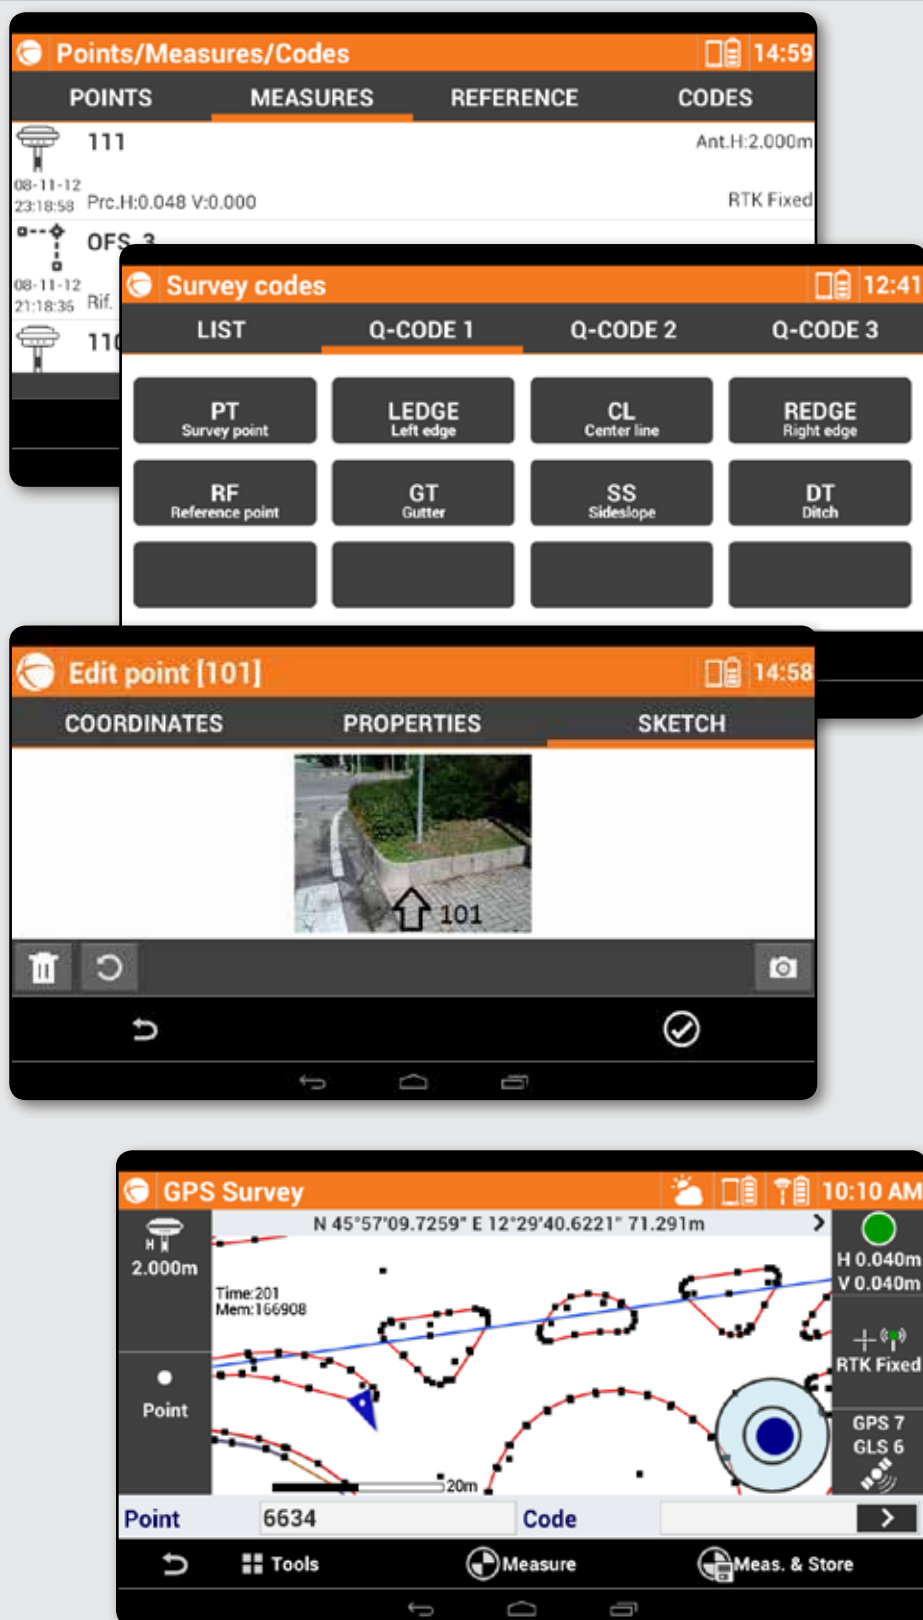 Points/Measures/Codes 14:59
POINTS MEASURES REFERENCE CODES
111 Ant.H:2.000m
08-11-12
23:18:58 Prc.H:0.048 V:0.000 RTK Fixed
OFS_3
08-11-12
21:18:36 Rif.
110
Survey codes 12:41
LIST Q-CODE 1 Q-CODE 2 Q-CODE 3
PT LEDGE CL REDGE
Survey point Left edge Center line Right edge
RF GT SS DT
Reference point Gutter Sideslope Ditch
Edit point [101] 14:58
COORDINATES PROPERTIES SKETCH
101
GPS Survey 10:10 AM
N 45°57'09.7259" E 12°29'40.6221" 71.291m
H
2.000m
H 0.040m
V 0.040m
Time:201
Mem:166908
RTK Fixed
Point
GPS 7
GLS 6
20m
Point 6634 Code
Tools Measure Meas. & Store